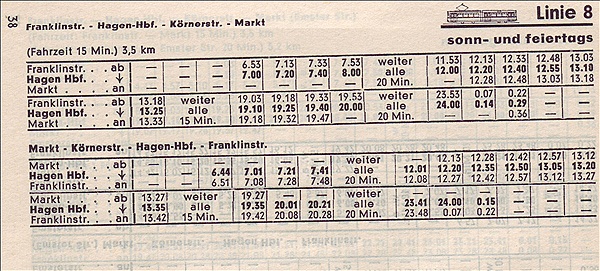 38
Linie 8
Franklinstr. - Hagen-Hbf. - Körnerstr. - Markt
sonn- und feiertags
(Fahrzeit 15 Min.) 3,5 km
Franklinstr. . . . ab — — — — 6.53 7.13 7.33 7.53 weiter 11.53 12.13 12.33 12.48 13.03
Hagen Hbf. . . ↓ — — — — 7.00 7.20 7.40 8.00 alle 12.00 12.20 12.40 12.55 13.10
Markt . . . . . . an — — — — — — — — 20 Min. — 12.28 12.48 13.03 13.18
Franklinstr. . . . ab 13.18 weiter 19.03 19.18 19.33 19.53 weiter 23.53 0.07 0.22 — —
Hagen Hbf. . . ↓ 13.25 alle 19.10 19.25 19.40 20.00 alle 24.00 0.14 0.29 — —
Markt . . . . . . an 13.33 15 Min. 19.18 19.32 19.47 — 20 Min. — — 0.36 — —
Markt - Körnerstr. - Hagen-Hbf. - Franklinstr.
Markt . . . . . ab — — — — — — weiter — 12.13 12.28 12.42 12.57 13.12
Hagen Hbf. . . ↓ — — 6.44 7.01 7.21 7.41 alle 12.01 12.20 12.35 12.50 13.05 13.20
Franklinstr. . . an — — 6.51 7.08 7.28 7.48 20 Min. 12.08 12.27 12.42 12.57 13.12 13.27
Markt . . . . . ab 13.27 weiter 19.27 — — weiter — — — — — —
Hagen Hbf. . . ↓ 13.35 alle 19.35 20.01 20.21 alle 23.41 24.00 0.15 — — —
Franklinstr. . . an 13.42 15 Min. 19.42 20.08 20.28 20 Min. 23.48 0.07 0.22 — — —